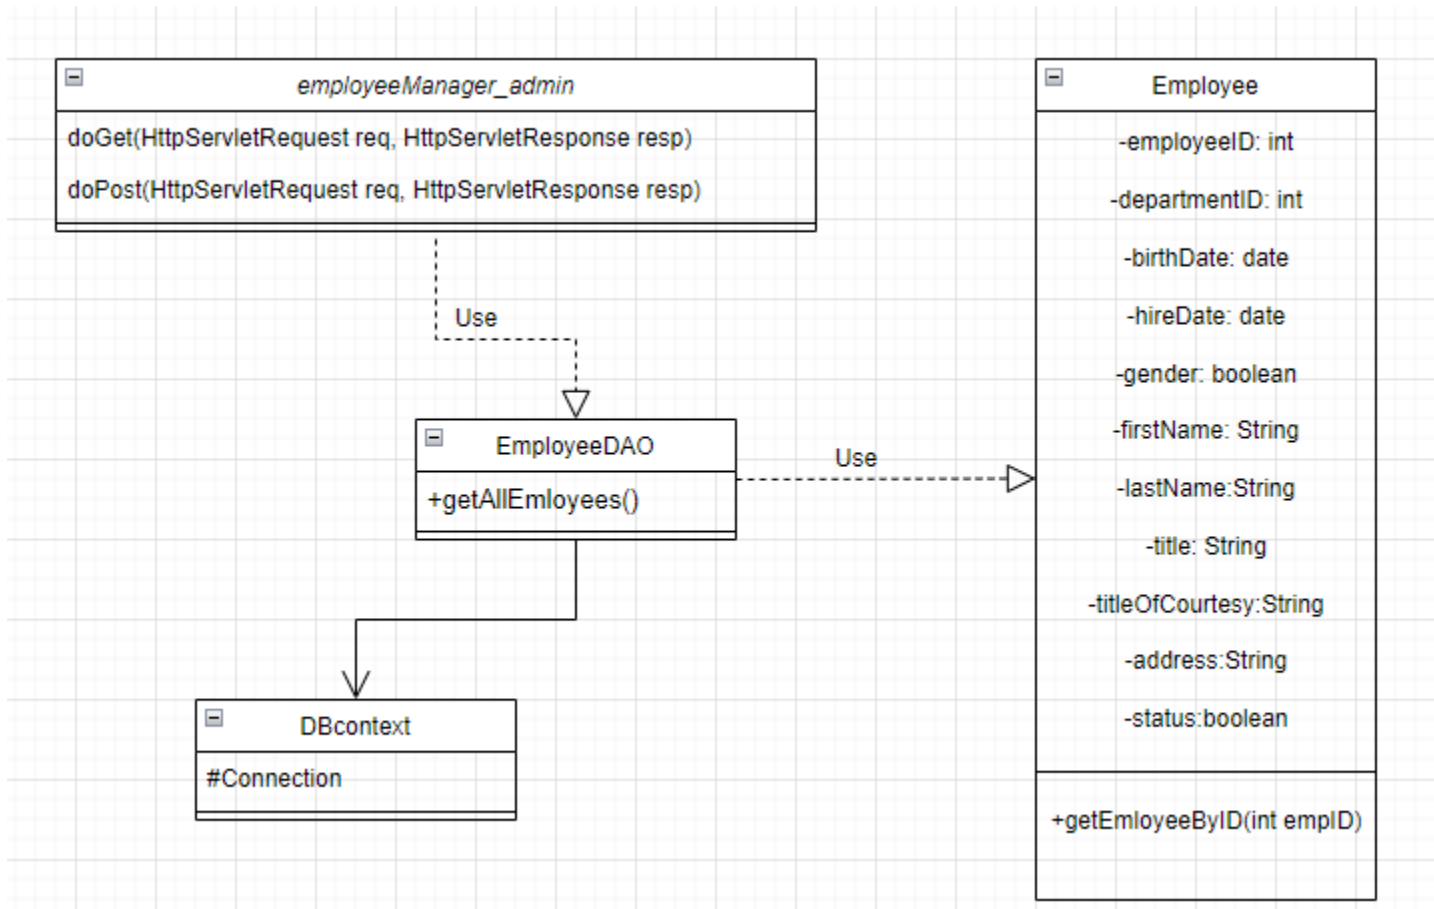 employeeManager_admin
doGet(HttpServletRequest req, HttpServletResponse resp)
doPost(HttpServletRequest req, HttpServletResponse resp)
Use
EmployeeDAO
+getAllEmloyees()
Use
DBcontext
#Connection
Employee
-employeeID: int
-departmentID: int
-birthDate: date
-hireDate: date
-gender: boolean
-firstName: String
-lastName:String
-title: String
-titleOfCourtesy:String
-address:String
-status:boolean
+getEmloyeeByID(int empID)